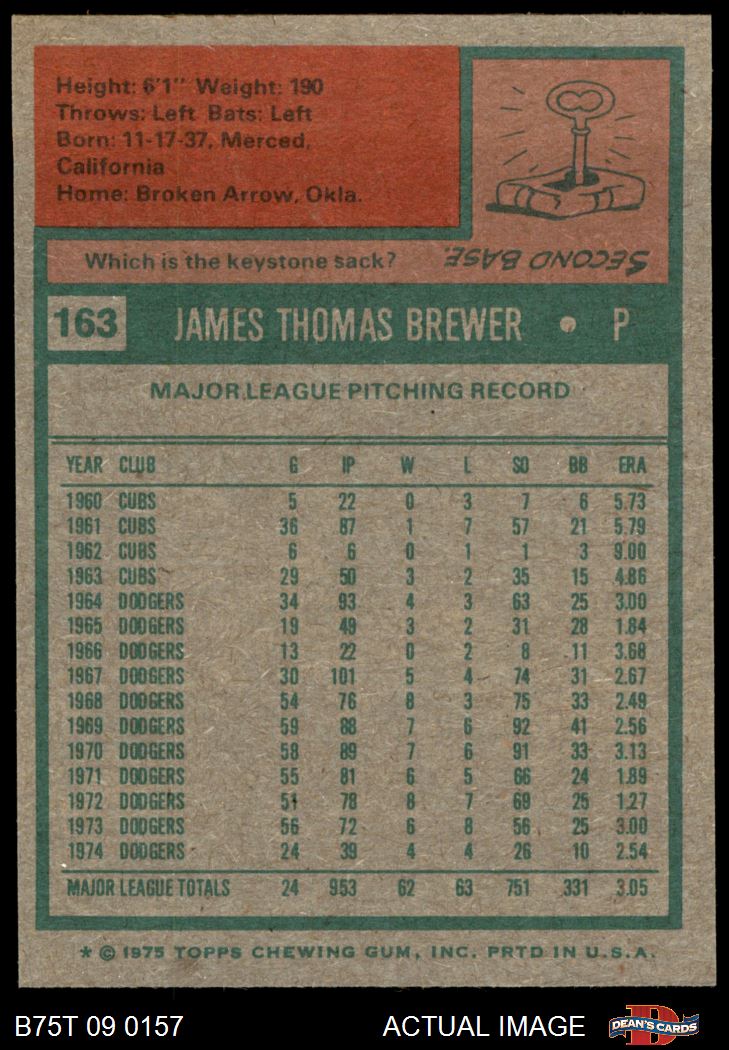 Height: 6'1" Weight: 190
Throws: Left Bats: Left
Born: 11-17-37, Merced,
California
Home: Broken Arrow, Okla.
Which is the keystone sack?
SECOND BASE.
163 JAMES THOMAS BREWER • P
MAJOR LEAGUE PITCHING RECORD
YEAR CLUB G IP W L SO BB ERA
1960 CUBS 5 22 0 3 7 6 5.73
1961 CUBS 36 87 1 7 57 21 5.79
1962 CUBS 6 6 0 1 1 3 9.00
1963 CUBS 29 50 3 2 35 15 4.86
1964 DODGERS 34 93 4 3 63 25 3.00
1965 DODGERS 19 49 3 2 31 28 1.84
1966 DODGERS 13 22 0 2 8 11 3.68
1967 DODGERS 30 101 5 4 74 31 2.67
1968 DODGERS 54 76 8 3 75 33 2.49
1969 DODGERS 59 88 7 6 92 41 2.56
1970 DODGERS 58 89 7 6 91 33 3.13
1971 DODGERS 55 81 6 5 66 24 1.89
1972 DODGERS 51 78 8 7 69 25 1.27
1973 DODGERS 56 72 6 8 56 25 3.00
1974 DODGERS 24 39 4 4 26 10 2.54
MAJOR LEAGUE TOTALS 24 953 62 63 751 331 3.05
* © 1975 TOPPS CHEWING GUM, INC. PRTD IN U.S.A.
B75T 09 0157 ACTUAL IMAGE DEAN'S CARDS